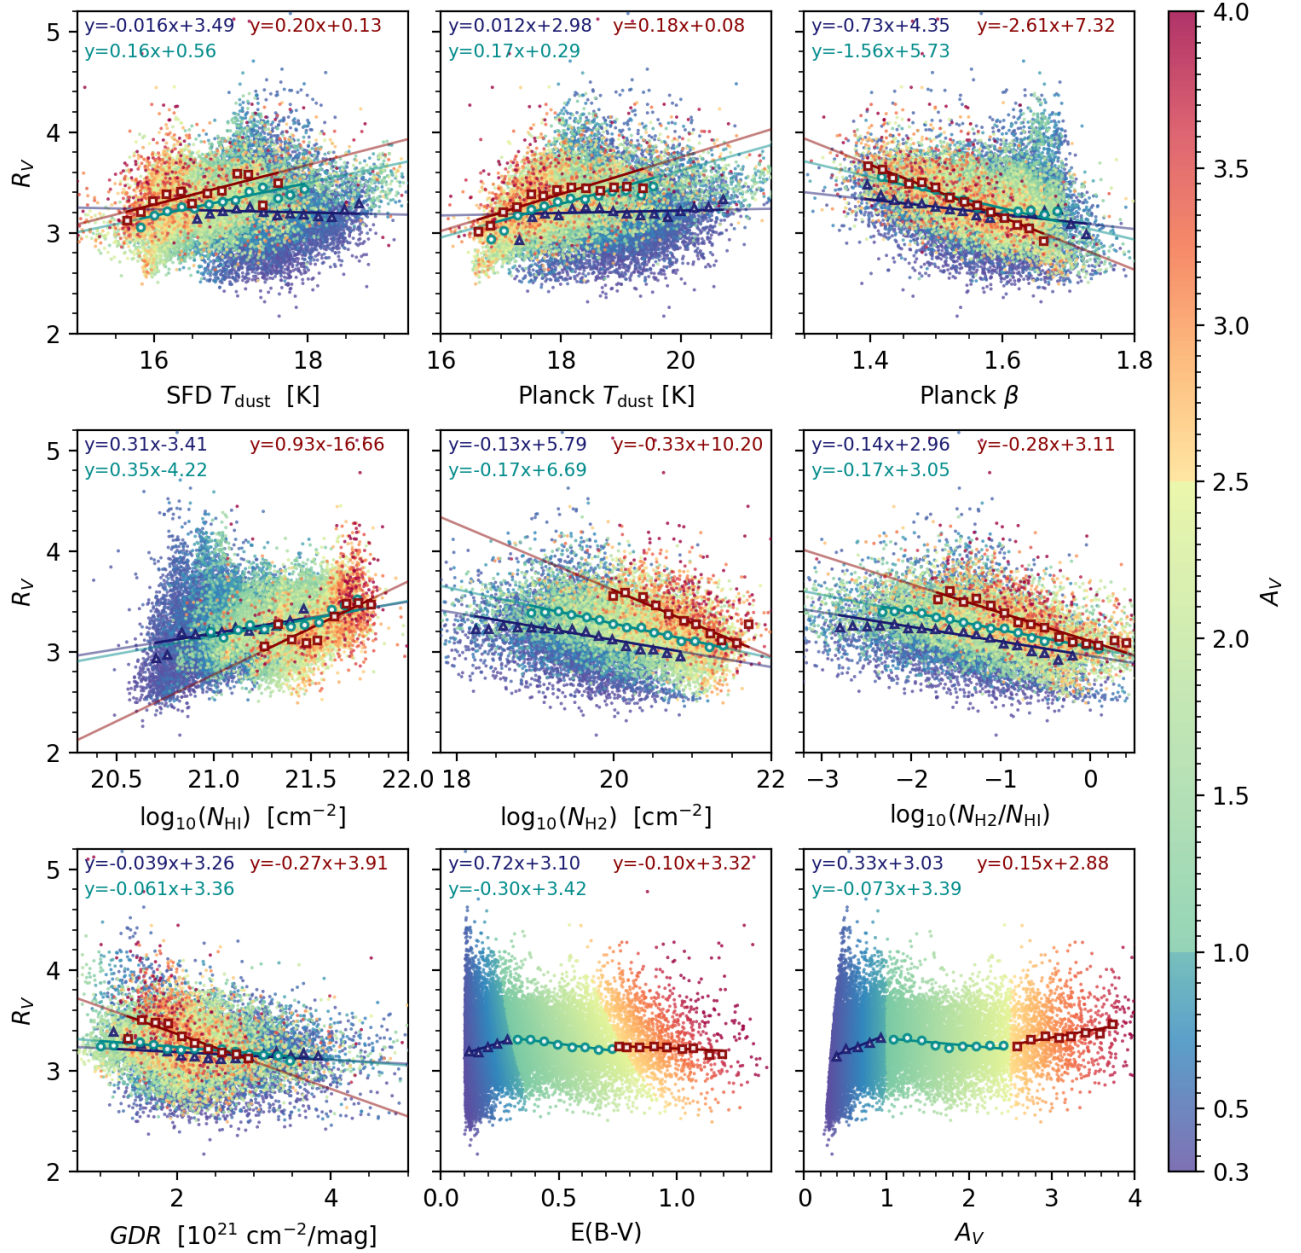 y=-0.016x+3.49 y=0.20x+0.13
y=0.16x+0.56
y=0.012x+2.98 y=0.18x+0.08
y=0.17x+0.29
y=-0.73x+4.35 y=-2.61x+7.32
y=-1.56x+5.73
5
4
3
2
R_V
16 18
SFD T_dust [K]
16 18 20
Planck T_dust [K]
1.4 1.6 1.8
Planck β
y=0.31x-3.41 y=0.93x-16.66
y=0.35x-4.22
y=-0.13x+5.79 y=-0.33x+10.20
y=-0.17x+6.69
y=-0.14x+2.96 y=-0.28x+3.11
y=-0.17x+3.05
5
4
3
2
R_V
20.5 21.0 21.5 22.0
log₁₀(N_HI) [cm⁻²]
18 20 22
log₁₀(N_H2) [cm⁻²]
−3 −2 −1 0
log₁₀(N_H2/N_HI)
y=-0.039x+3.26 y=-0.27x+3.91
y=-0.061x+3.36
y=0.72x+3.10 y=-0.10x+3.32
y=-0.30x+3.42
y=0.33x+3.03 y=0.15x+2.88
y=-0.073x+3.39
5
4
3
2
R_V
2 4
GDR [10²¹ cm⁻²/mag]
0.0 0.5 1.0
E(B-V)
0 1 2 3 4
A_V
4.0
3.5
3.0
2.5
2.0
1.5
1.0
0.5
0.3
A_V